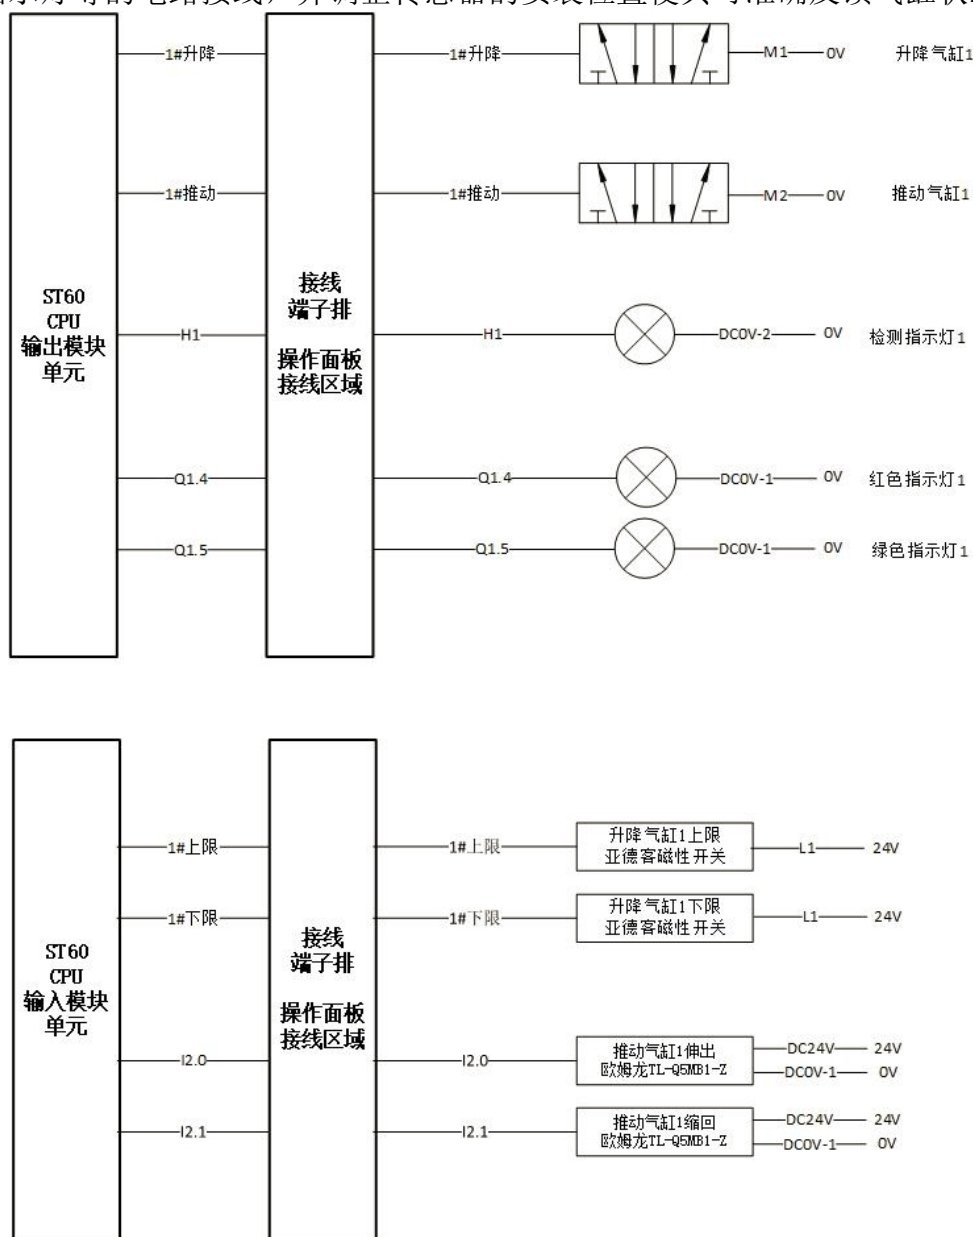 1#升降 1#升降 M1 0V 升降气缸1
1#推动 1#推动 M2 0V 推动气缸1
ST60
CPU
输出模块
单元
接线
端子排
操作面板
接线区域
H1 H1 DC0V-2 0V 检测指示灯1
Q1.4 Q1.4 DC0V-1 0V 红色指示灯1
Q1.5 Q1.5 DC0V-1 0V 绿色指示灯1
1#上限 1#上限 升降气缸1上限
亚德客磁性开关 L1 24V
1#下限 1#下限 升降气缸1下限
亚德客磁性开关 L1 24V
ST60
CPU
输入模块
单元
接线
端子排
操作面板
接线区域
I2.0 I2.0 推动气缸1伸出
欧姆龙TL-Q5MB1-Z
DC24V 24V
DC0V-1 0V
I2.1 I2.1 推动气缸1缩回
欧姆龙TL-Q5MB1-Z
DC24V 24V
DC0V-1 0V